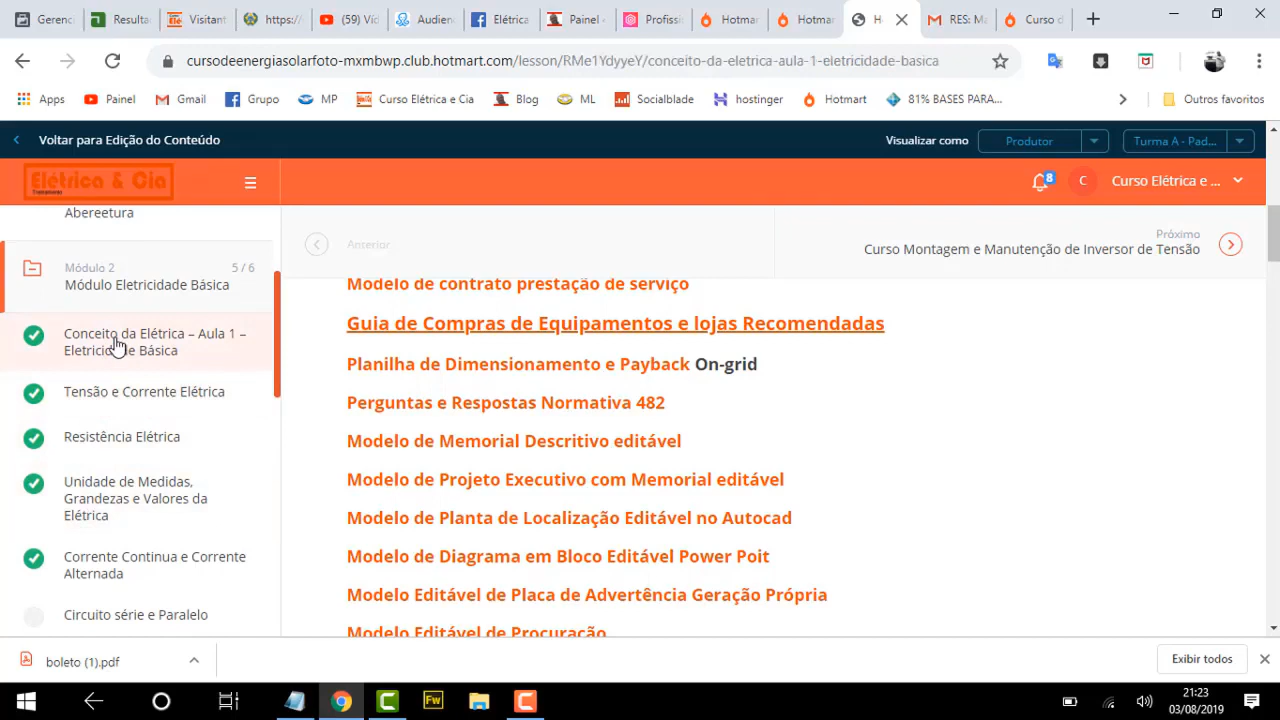 Gerenc
Resulta
Visitant
https:/
(59) Vid
Audien
Elétrica
Painel
Profissi
Hotmar
Hotmar
H
RES: Ma
Curso d
cursodeenergiasolarfoto-mxmbwp.club.hotmart.com/lesson/RMe1YdyyeY/conceito-da-eletrica-aula-1-eletricidade-basica
Apps
Painel
Gmail
Grupo
MP
Curso Elétrica e Cia
Blog
ML
Socialblade
hostinger
Hotmart
81% BASES PARA...
Outros favoritos
Voltar para Edição do Conteúdo
Visualizar como
Produtor
Turma A - Pad...
Elétrica & Cia
Treinamento
8
C
Curso Elétrica e ...
Abereetura
Anterior
Próximo
Curso Montagem e Manutenção de Inversor de Tensão
Módulo 2
5 / 6
Módulo Eletricidade Básica
Conceito da Elétrica – Aula 1 –
Eletricidade Básica
Tensão e Corrente Elétrica
Resistência Elétrica
Unidade de Medidas,
Grandezas e Valores da
Elétrica
Corrente Continua e Corrente
Alternada
Circuito série e Paralelo
Modelo de contrato prestação de serviço
Guia de Compras de Equipamentos e lojas Recomendadas
Planilha de Dimensionamento e Payback On-grid
Perguntas e Respostas Normativa 482
Modelo de Memorial Descritivo editável
Modelo de Projeto Executivo com Memorial editável
Modelo de Planta de Localização Editável no Autocad
Modelo de Diagrama em Bloco Editável Power Poit
Modelo Editável de Placa de Advertência Geração Própria
Modelo Editável de Procuração
boleto (1).pdf
Exibir todos
Fw
21:23
03/08/2019